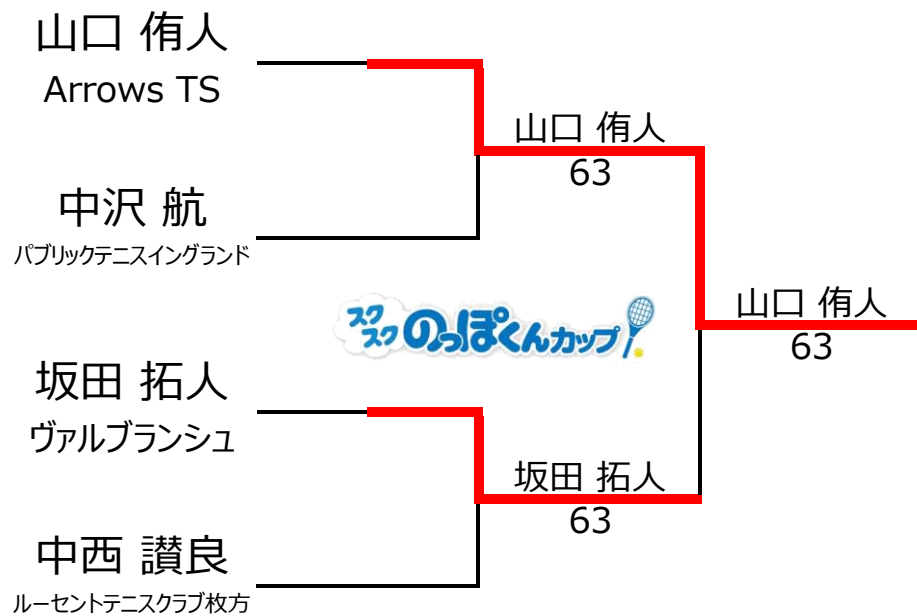 山口 侑人
Arrows TS
中沢 航
パブリックテニスイングランド
坂田 拓人
ヴァルブランシュ
中西 讃良
ルーセントテニスクラブ枚方
山口 侑人
63
坂田 拓人
63
スクスク のっぽくんカップ
山口 侑人
63